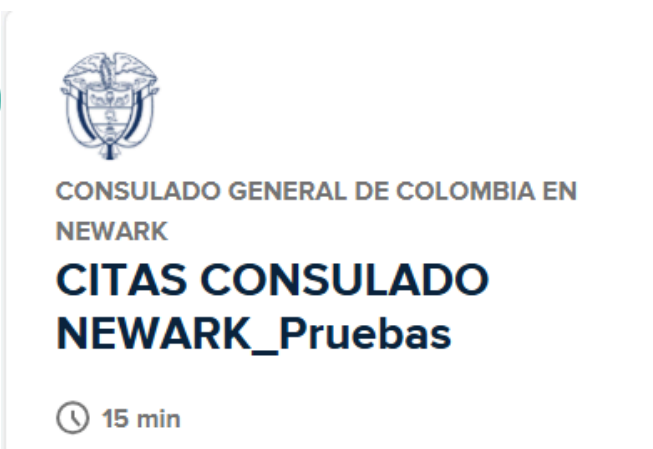 CONSULADO GENERAL DE COLOMBIA EN
NEWARK
CITAS CONSULADO
NEWARK_Pruebas
15 min